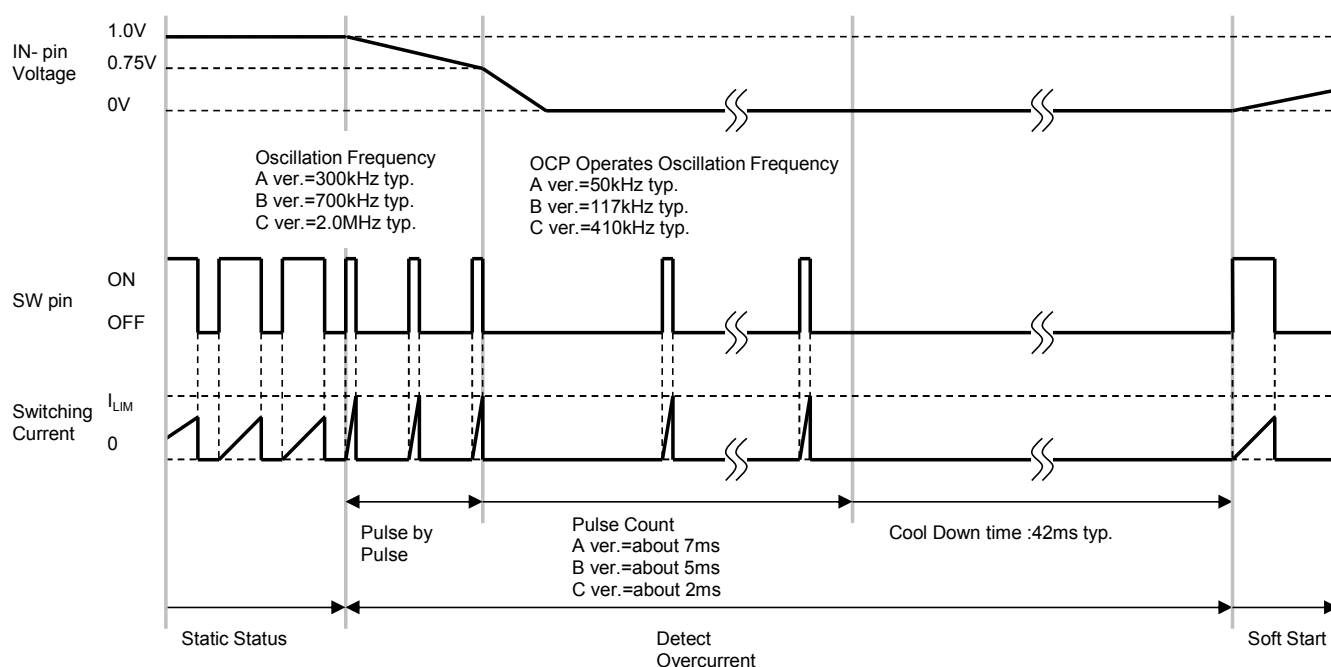 1.0V
IN- pin
Voltage
0.75V
0V
Oscillation Frequency
A ver.=300kHz typ.
B ver.=700kHz typ.
C ver.=2.0MHz typ.
OCP Operates Oscillation Frequency
A ver.=50kHz typ.
B ver.=117kHz typ.
C ver.=410kHz typ.
SW pin
ON
OFF
Switching
Current
ILIM
0
Pulse by
Pulse
Pulse Count
A ver.=about 7ms
B ver.=about 5ms
C ver.=about 2ms
Cool Down time :42ms typ.
Static Status
Detect
Overcurrent
Soft Start